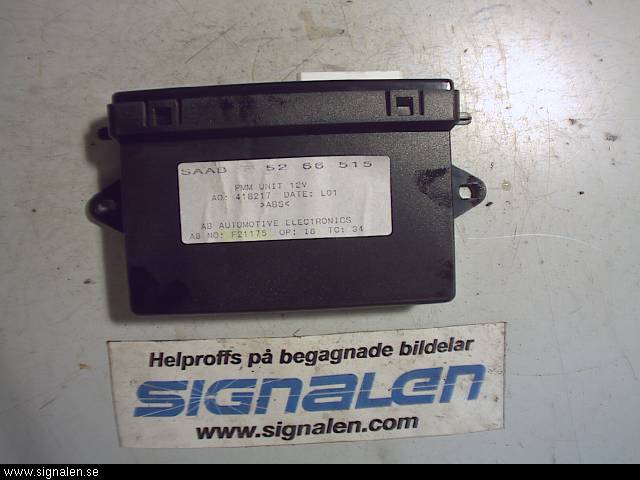 SAAB 52 66 515
PMM UNIT 12V
AO: 418217 DATE: L01
>ABS<
AB AUTOMOTIVE ELECTRONICS
AB NO: F21175 OP: 18 TC: 34
Helproffs på begagnade bildelar
SIGNALEN
www.signalen.com
www.signalen.se